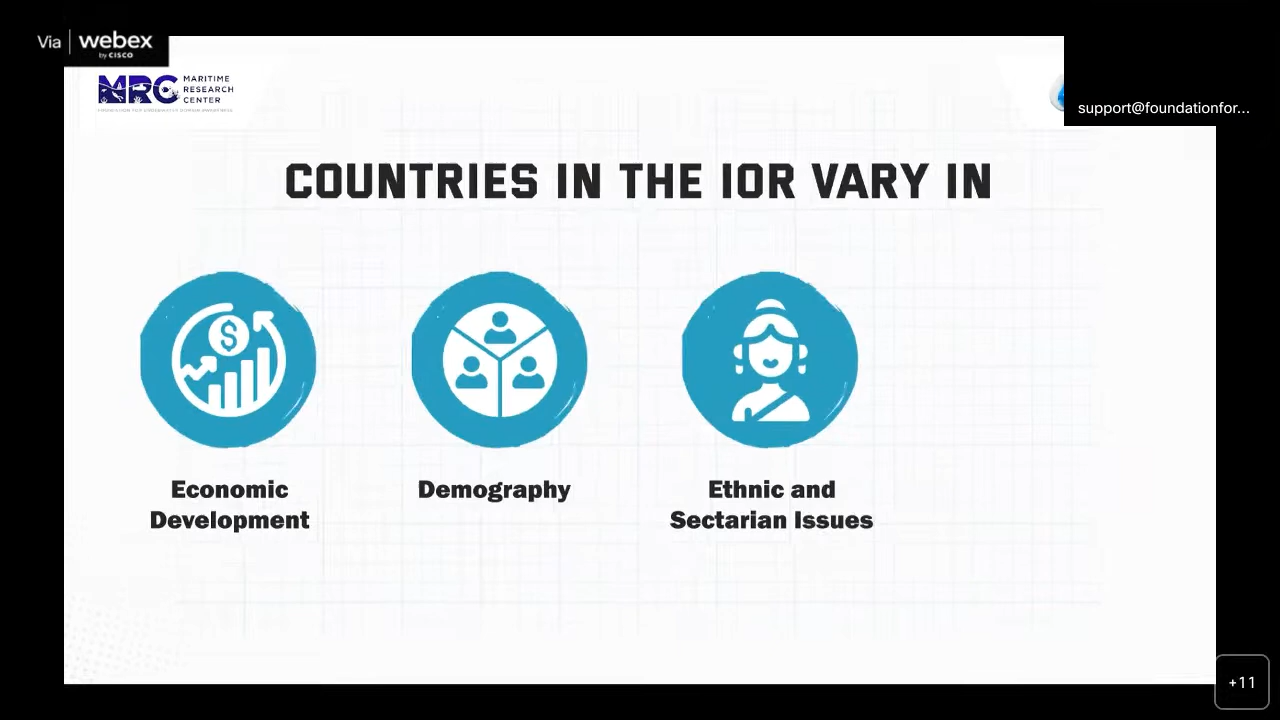 Via webex
by CISCO
MRC MARITIME
RESEARCH
CENTER
support@foundationfor...
COUNTRIES IN THE IOR VARY IN
$
Economic
Development
Demography
Ethnic and
Sectarian Issues
+11